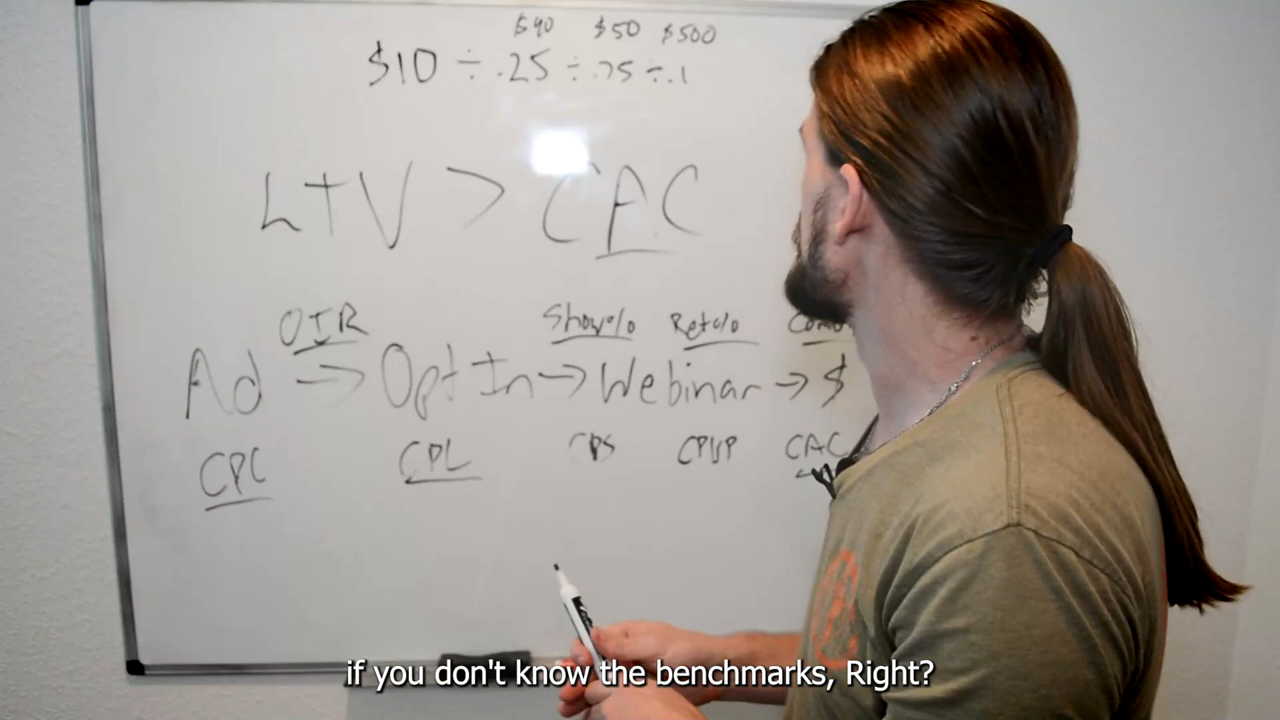 $40 $50 $500
$10 ÷ .25 ÷ .75 ÷ .1
LTV > CAC
OIR Show% Ret% Conv
Ad → Opt In → Webinar → $
CPC CPL CPS CPVP CAC
if you don't know the benchmarks, Right?